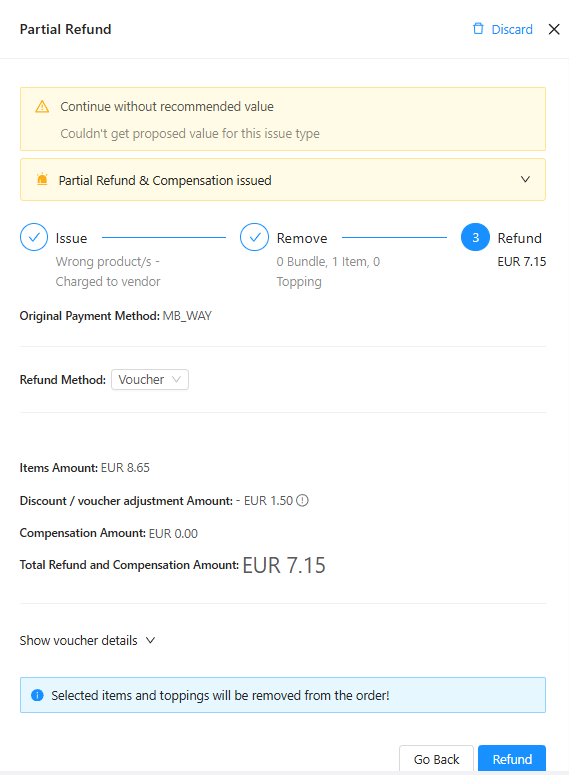 Partial Refund
Discard
Continue without recommended value
Couldn't get proposed value for this issue type
Partial Refund & Compensation issued
Issue
Wrong product/s -
Charged to vendor
Remove
0 Bundle, 1 Item, 0
Topping
3
Refund
EUR 7.15
Original Payment Method: MB_WAY
Refund Method: Voucher
Items Amount: EUR 8.65
Discount / voucher adjustment Amount: - EUR 1.50
Compensation Amount: EUR 0.00
Total Refund and Compensation Amount: EUR 7.15
Show voucher details
Selected items and toppings will be removed from the order!
Go Back
Refund